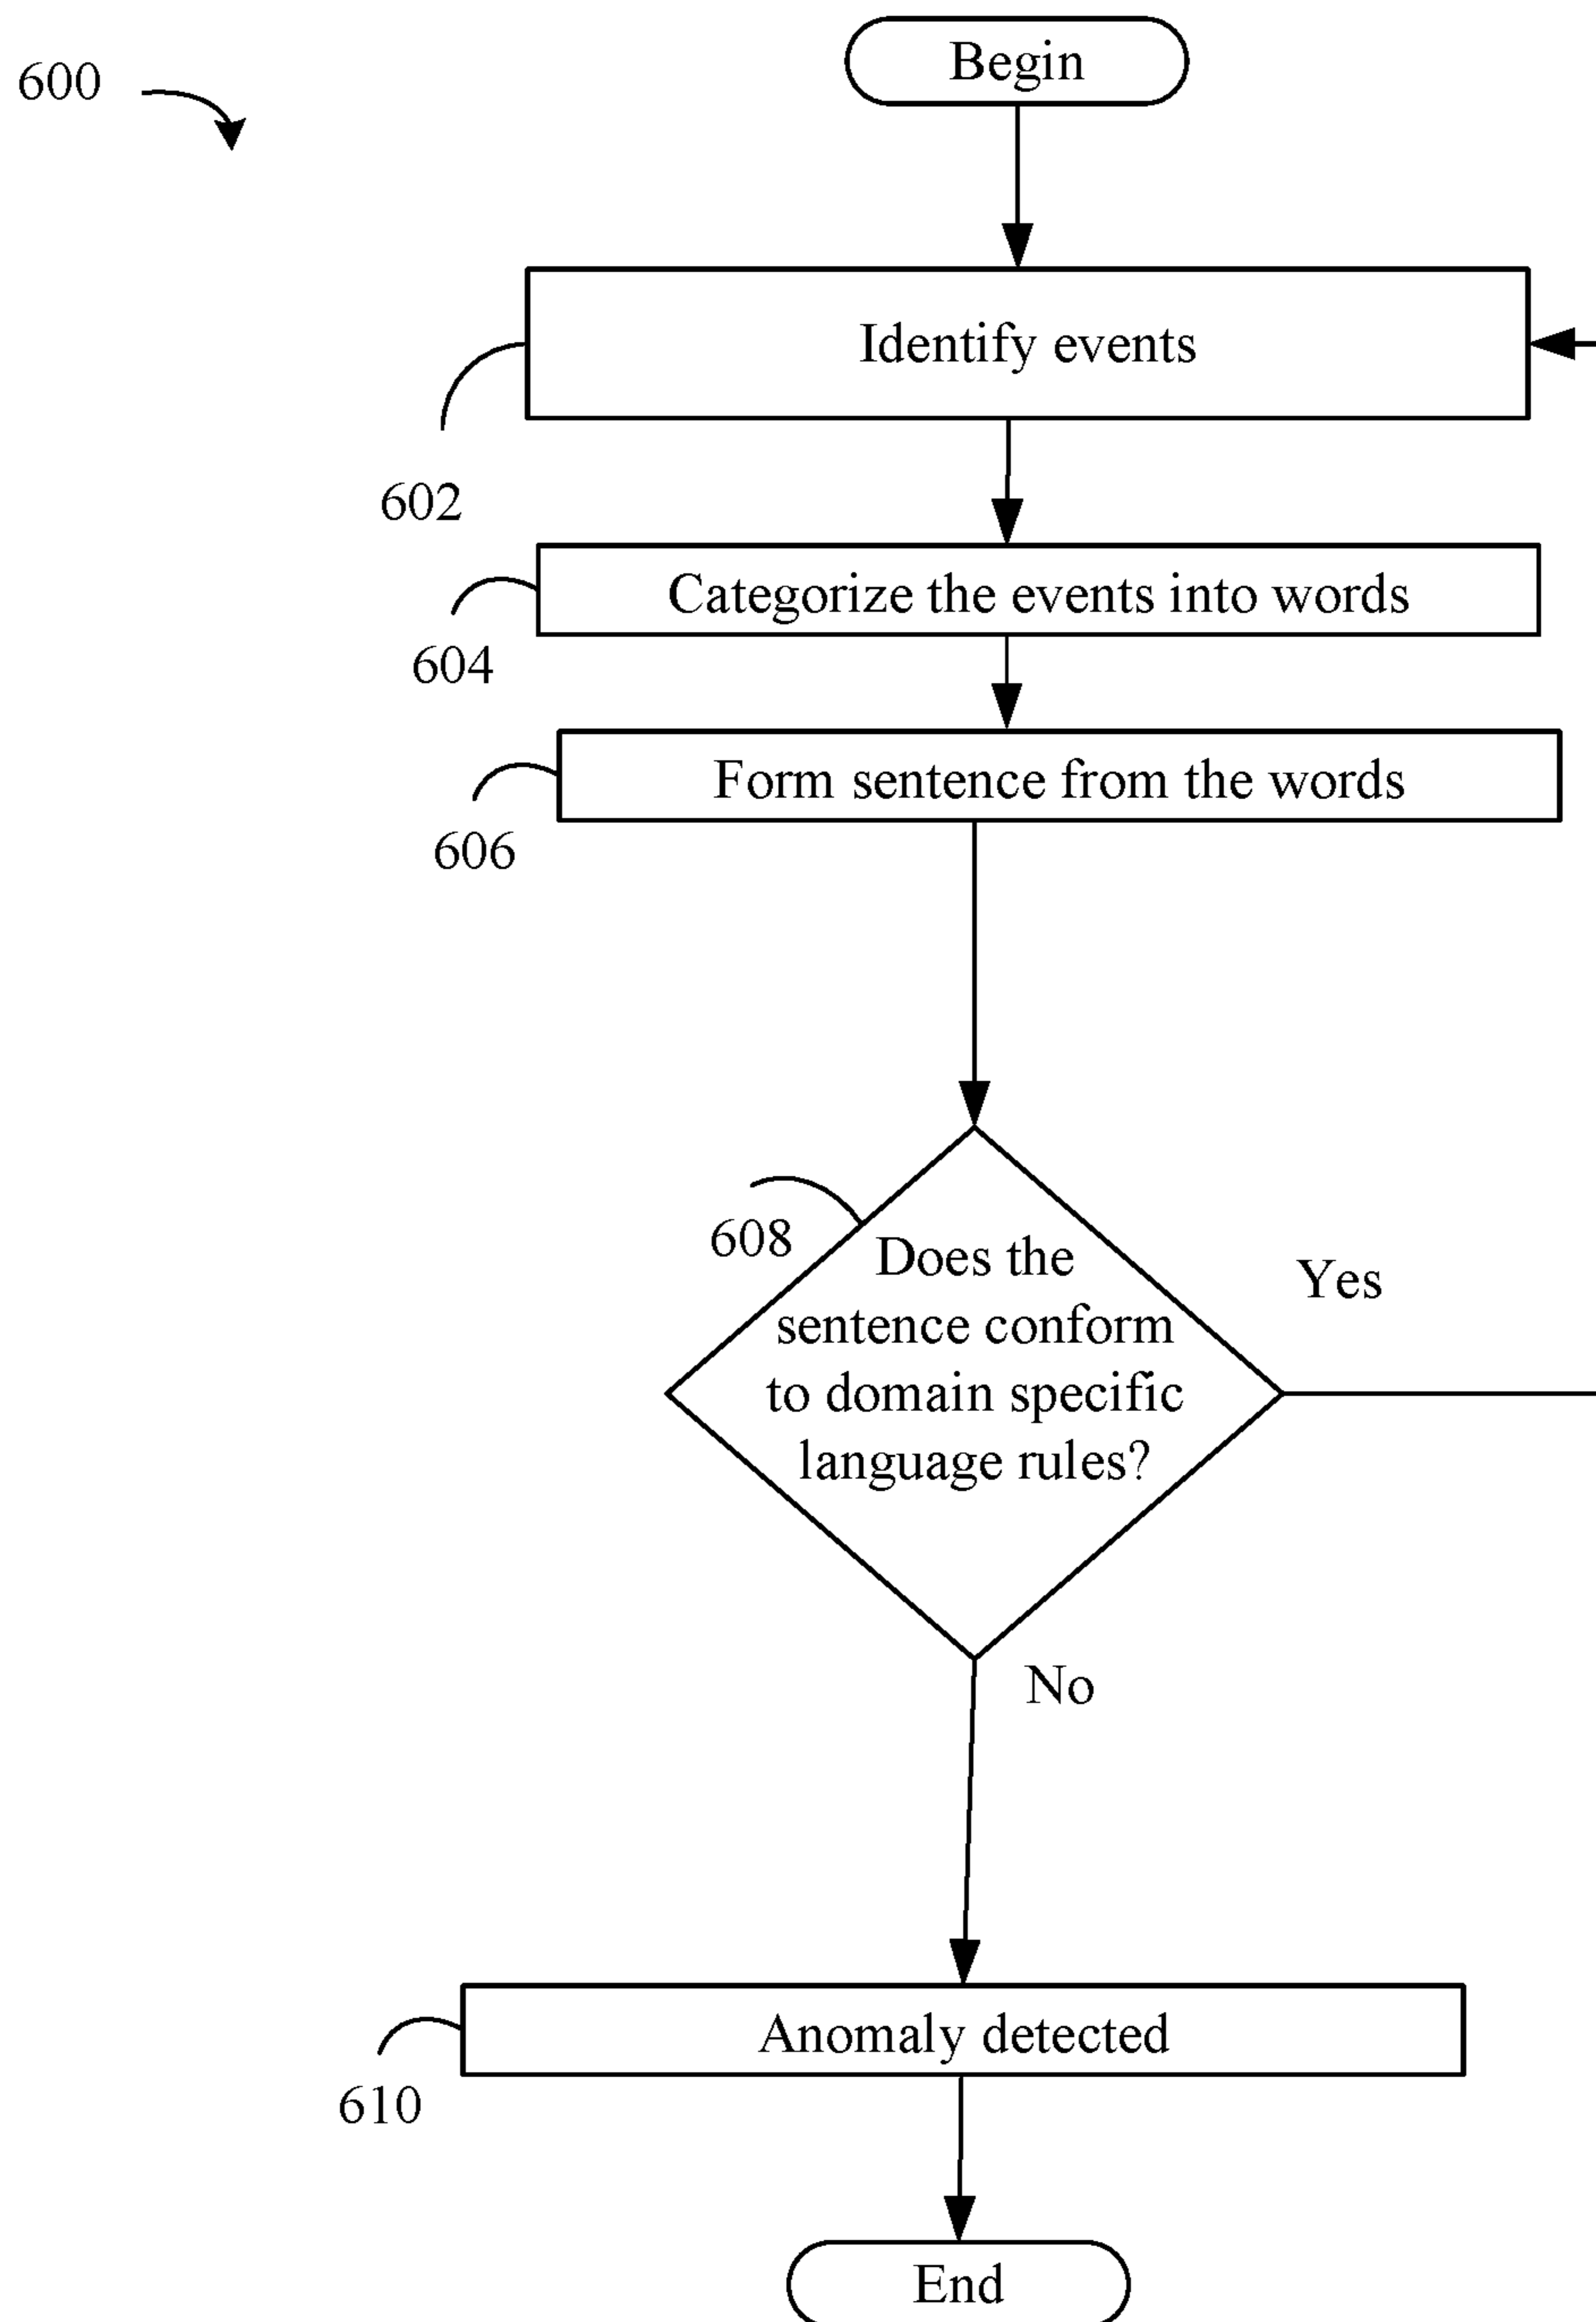 600
Begin
Identify events
602
Categorize the events into words
604
Form sentence from the words
606
608
Does the
sentence conform
to domain specific
language rules?
Yes
No
Anomaly detected
610
End